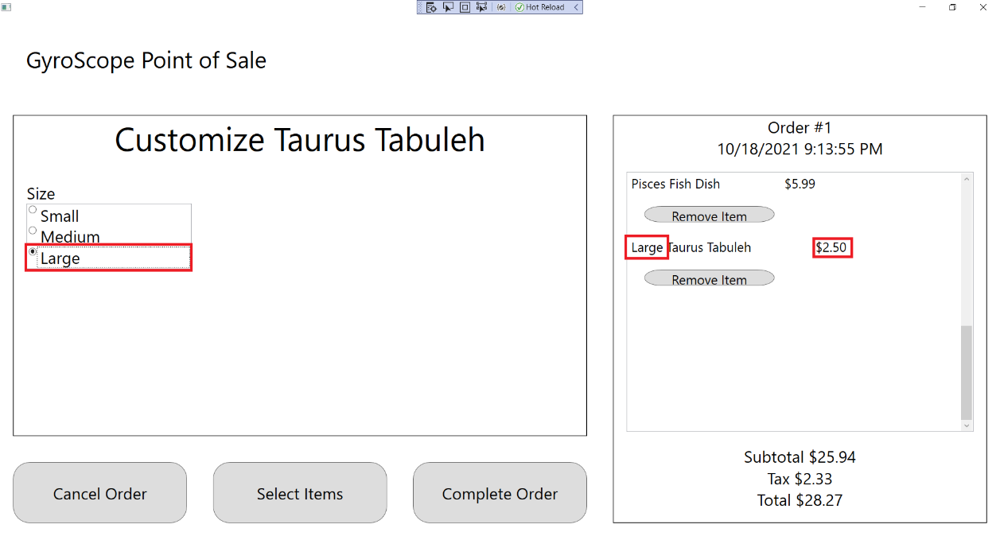 Hot Reload
GyroScope Point of Sale
Customize Taurus Tabuleh
Size
Small
Medium
Large
Cancel Order
Select Items
Complete Order
Order #1
10/18/2021 9:13:55 PM
Pisces Fish Dish $5.99
Remove Item
Large Taurus Tabuleh $2.50
Remove Item
Subtotal $25.94
Tax $2.33
Total $28.27